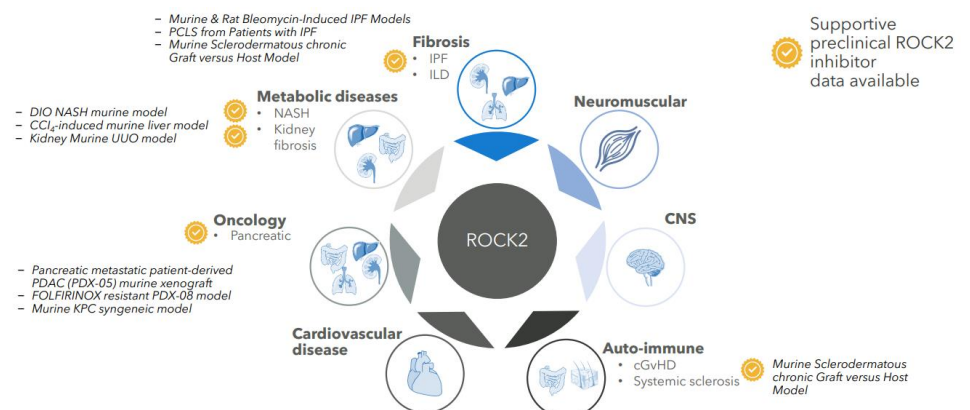 – Murine & Rat Bleomycin-Induced IPF Models
– PCLS from Patients with IPF
– Murine Sclerodermatous chronic
Graft versus Host Model
Fibrosis
• IPF
• ILD
Supportive
preclinical ROCK2
inhibitor
data available
Metabolic diseases
• NASH
• Kidney
fibrosis
– DIO NASH murine model
– CCl₄-induced murine liver model
– Kidney Murine UUO model
Neuromuscular
Oncology
• Pancreatic
ROCK2
CNS
– Pancreatic metastatic patient-derived
PDAC (PDX-05) murine xenograft
– FOLFIRINOX resistant PDX-08 model
– Murine KPC syngeneic model
Cardiovascular
disease
Auto-immune
• cGvHD
• Systemic sclerosis
Murine Sclerodermatous
chronic Graft versus Host
Model